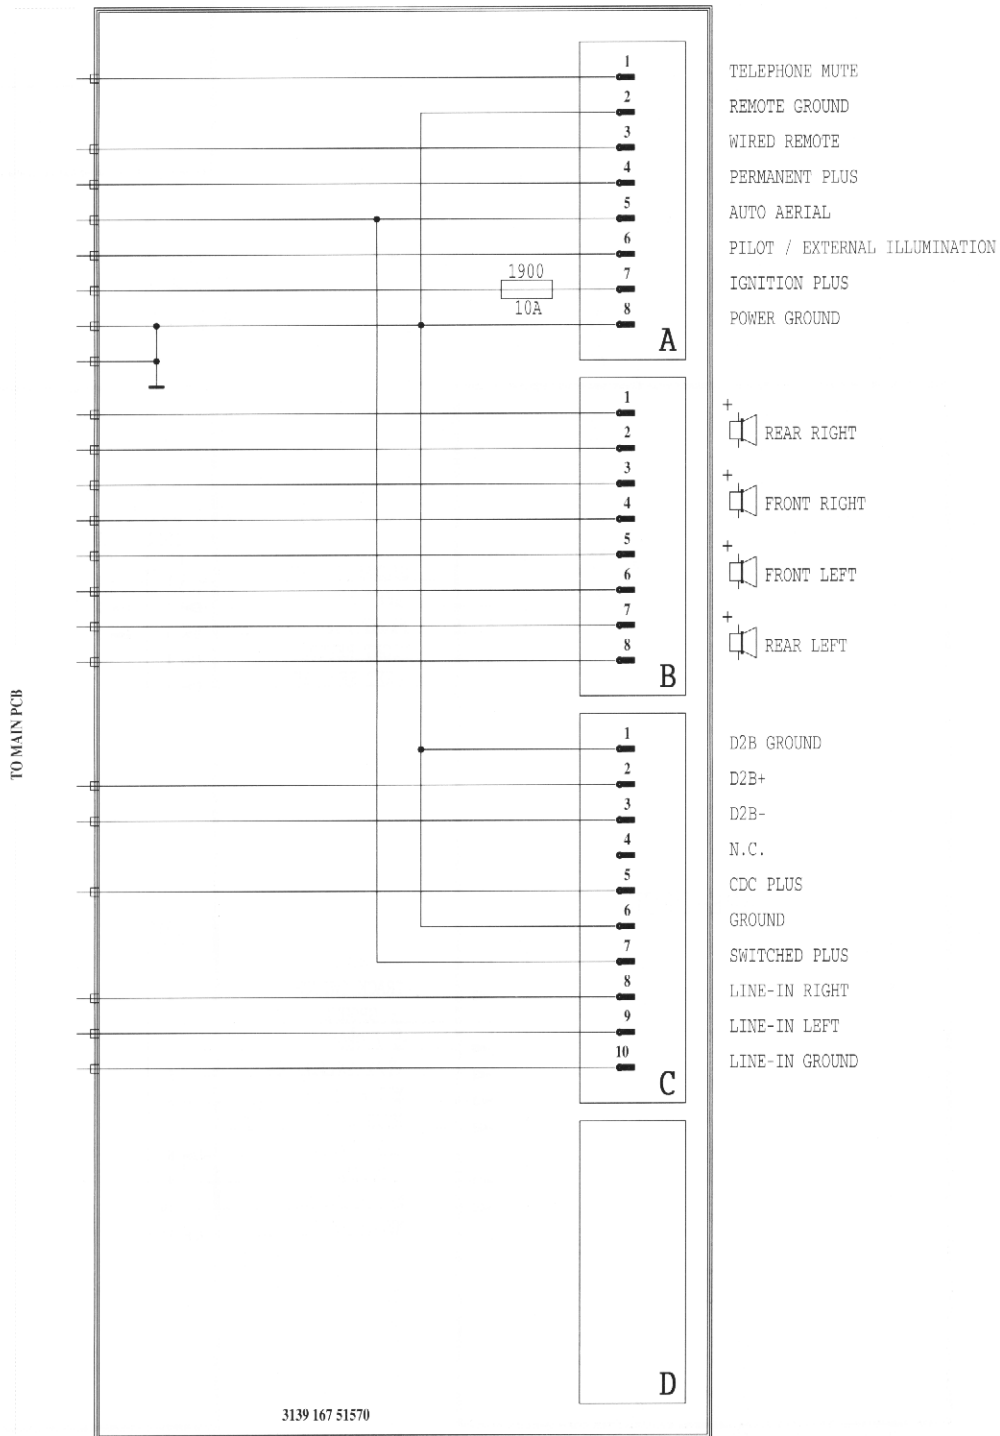 1 TELEPHONE MUTE
2 REMOTE GROUND
3 WIRED REMOTE
4 PERMANENT PLUS
5 AUTO AERIAL
6 PILOT / EXTERNAL ILLUMINATION
1900
7 IGNITION PLUS
10A
8 POWER GROUND
A
1
+
2 REAR RIGHT
3
+
4 FRONT RIGHT
5
+
6 FRONT LEFT
7
+
8 REAR LEFT
B
TO MAIN PCB
1 D2B GROUND
2 D2B+
3 D2B-
4 N.C.
5 CDC PLUS
6 GROUND
7 SWITCHED PLUS
8 LINE-IN RIGHT
9 LINE-IN LEFT
10 LINE-IN GROUND
C
D
3139 167 51570